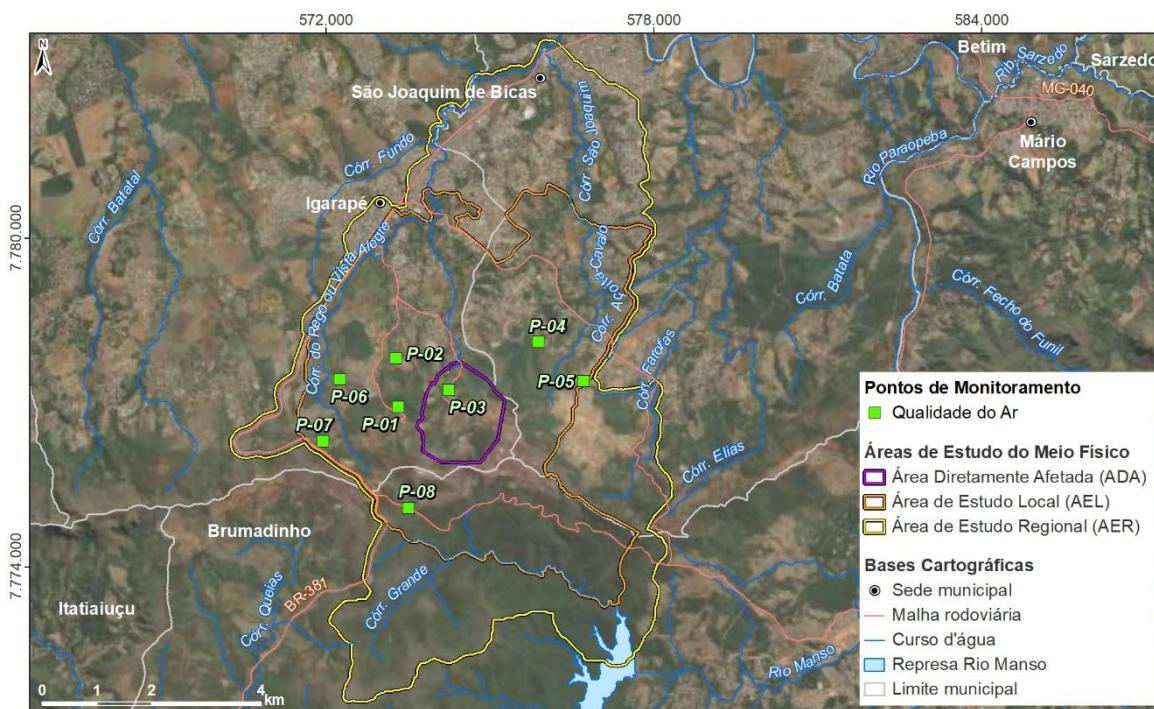 572.000
578.000
584.000
N
Betim
Rib. Sarzedo
Sarzedo
MG-040
São Joaquim de Bicas
Mário
Campos
Córr. São Joaquim
Rio Paraopeba
Córr. Fundo
Igarapé
Córr. Batatal
7.780.000
Córr. do Rego ou Vista Alegre
Córr. Batata
Córr. Fecho do Funil
P-04
P-02
P-05
Córr. Farofas
P-06
P-03
P-01
P-07
Córr. Elias
P-08
Brumadinho
7.774.000
Itatiaiuçu
Córr. Queias
BR-381
Córr. Grande
Rio Manso
0
1
2
4
km
Pontos de Monitoramento
Qualidade do Ar
Áreas de Estudo do Meio Físico
Área Diretamente Afetada (ADA)
Área de Estudo Local (AEL)
Área de Estudo Regional (AER)
Bases Cartográficas
Sede municipal
Malha rodoviária
Curso d'água
Represa Rio Manso
Limite municipal